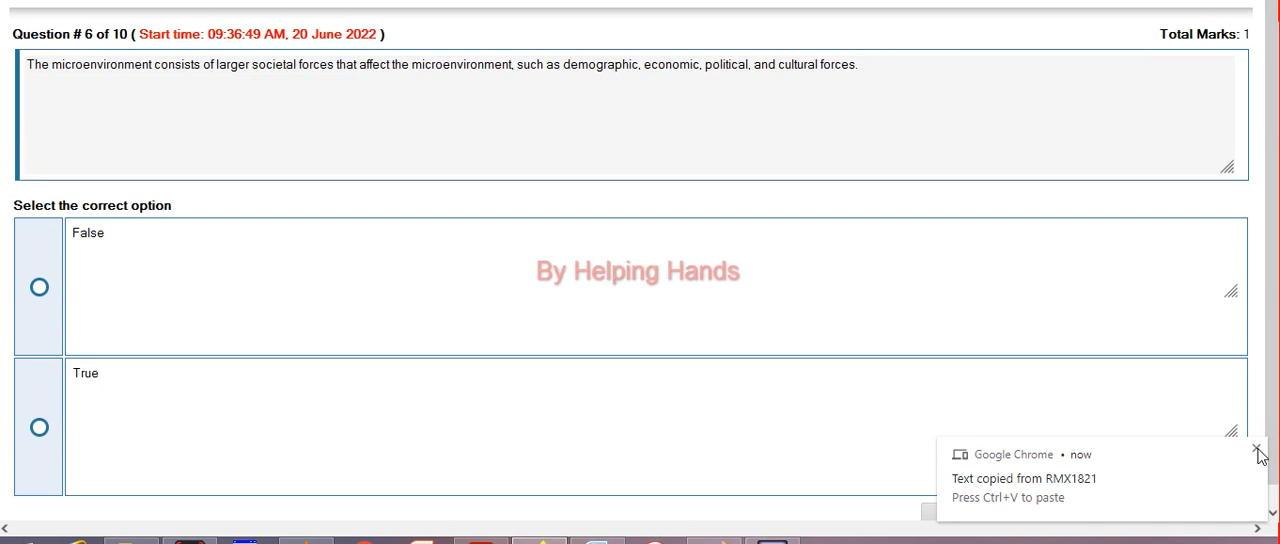 Question # 6 of 10 ( Start time: 09:36:49 AM, 20 June 2022 )
Total Marks: 1
The microenvironment consists of larger societal forces that affect the microenvironment, such as demographic, economic, political, and cultural forces.
Select the correct option
False
By Helping Hands
True
Google Chrome • now
Text copied from RMX1821
Press Ctrl+V to paste